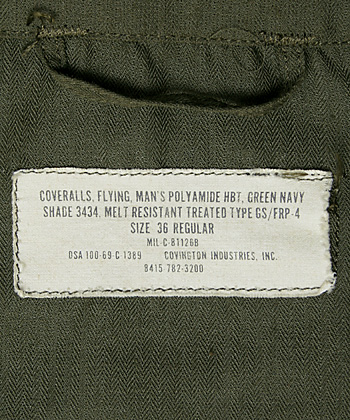 COVERALLS, FLYING, MAN'S POLYAMIDE HBT, GREEN NAVY
SHADE 3434, MELT RESISTANT TREATED TYPE GS/FRP-4
SIZE 36 REGULAR
MIL-C-81126B
DSA 100-69-C 1389 COVINGTON INDUSTRIES, INC.
8415-782-3200